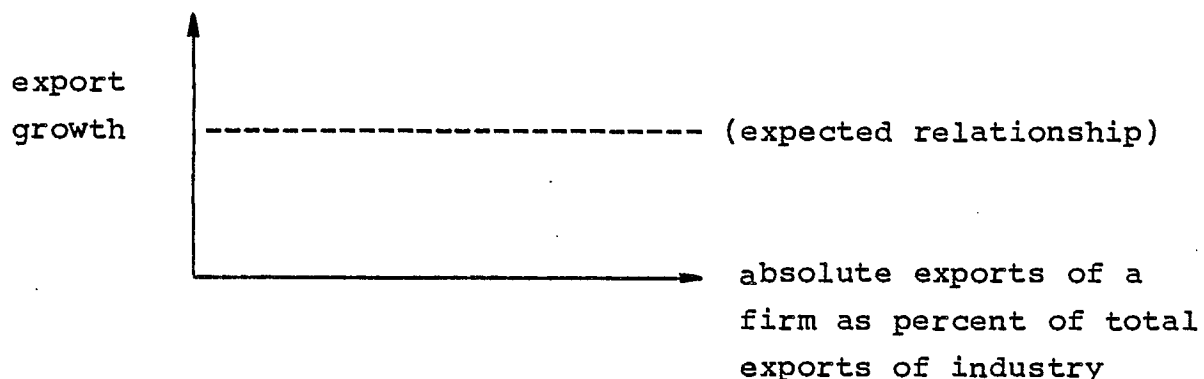 export
growth
(expected relationship)
absolute exports of a
firm as percent of total
exports of industry